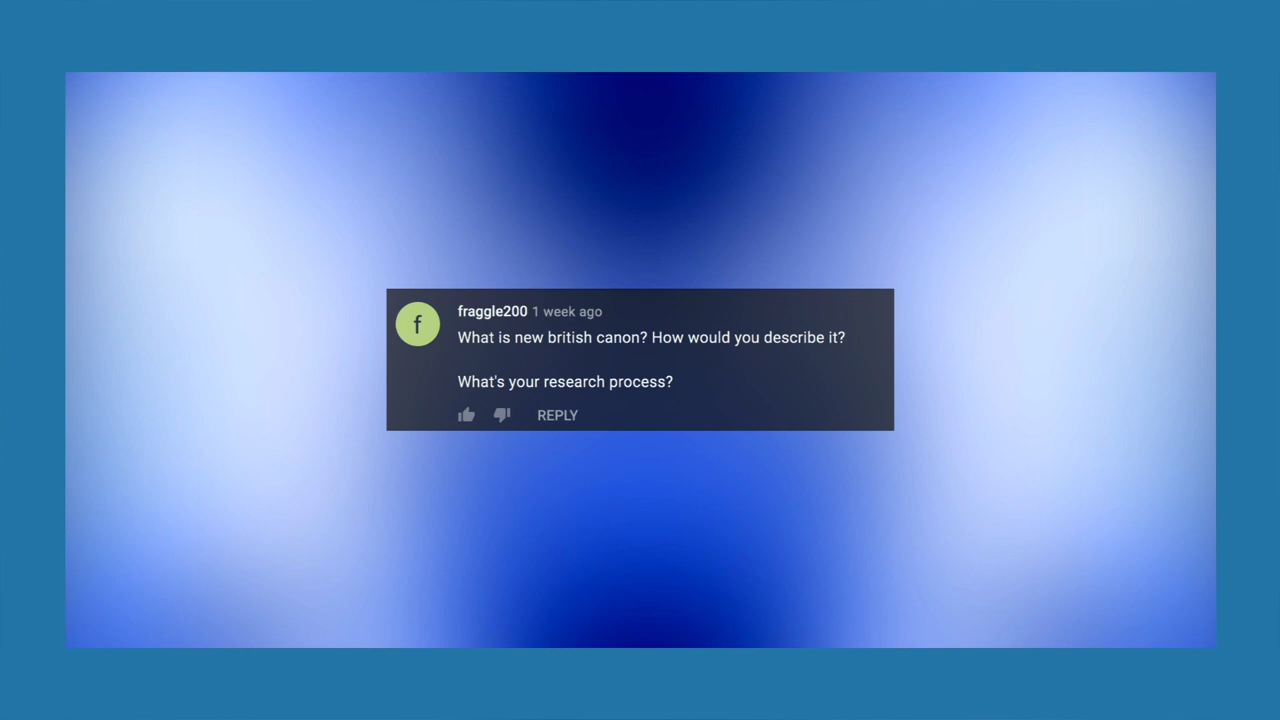 f
fraggle200 1 week ago
What is new british canon? How would you describe it?
What's your research process?
REPLY